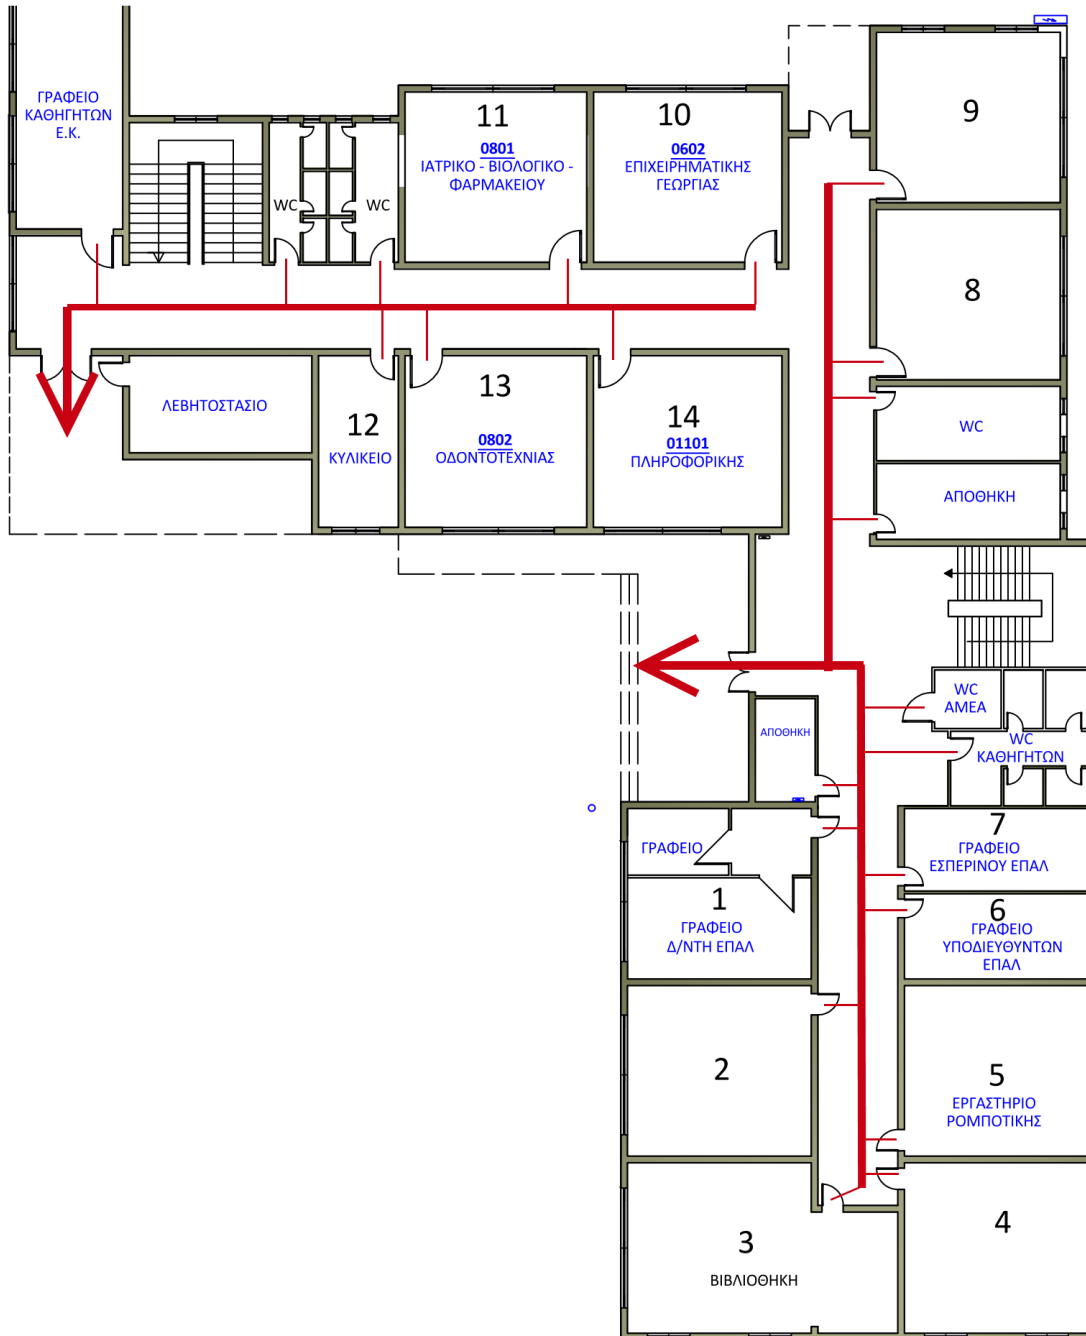 ΓΡΑΦΕΙΟ
ΚΑΘΗΓΗΤΩΝ
Ε.Κ.
WC
WC
11
0801
ΙΑΤΡΙΚΟ - ΒΙΟΛΟΓΙΚΟ -
ΦΑΡΜΑΚΕΙΟΥ
10
0602
ΕΠΙΧΕΙΡΗΜΑΤΙΚΗΣ
ΓΕΩΡΓΙΑΣ
9
8
ΛΕΒΗΤΟΣΤΑΣΙΟ
12
ΚΥΛΙΚΕΙΟ
13
0802
ΟΔΟΝΤΟΤΕΧΝΙΑΣ
14
01101
ΠΛΗΡΟΦΟΡΙΚΗΣ
WC
ΑΠΟΘΗΚΗ
WC
ΑΜΕΑ
WC
ΚΑΘΗΓΗΤΩΝ
ΑΠΟΘΗΚΗ
ΓΡΑΦΕΙΟ
1
ΓΡΑΦΕΙΟ
Δ/ΝΤΗ ΕΠΑΛ
7
ΓΡΑΦΕΙΟ
ΕΣΠΕΡΙΝΟΥ ΕΠΑΛ
6
ΓΡΑΦΕΙΟ
ΥΠΟΔΙΕΥΘΥΝΤΩΝ
ΕΠΑΛ
2
5
ΕΡΓΑΣΤΗΡΙΟ
ΡΟΜΠΟΤΙΚΗΣ
3
ΒΙΒΛΙΟΘΗΚΗ
4